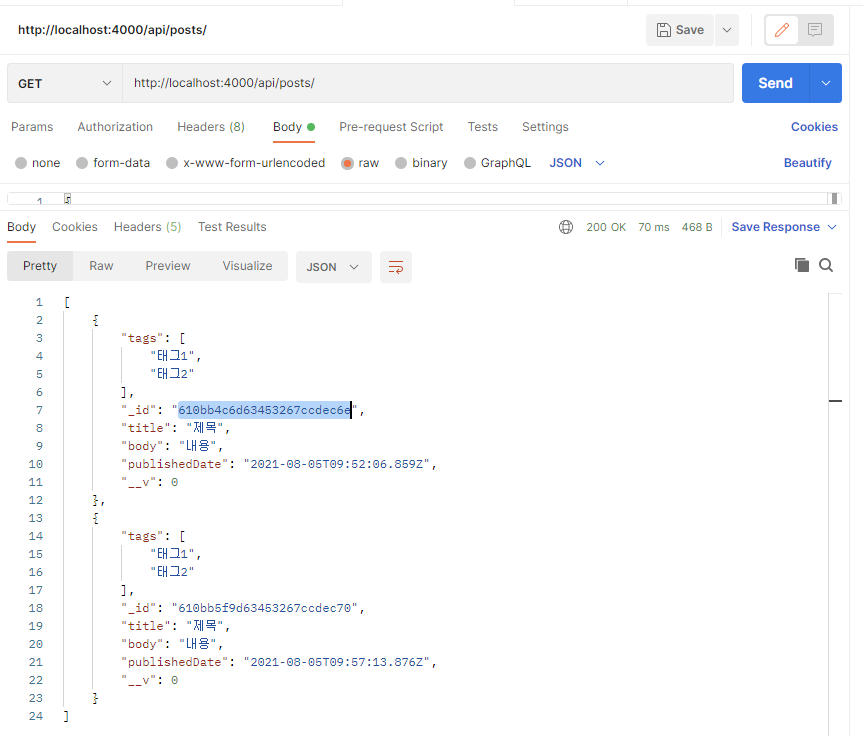 http://localhost:4000/api/posts/ Save
GET http://localhost:4000/api/posts/ Send
Params Authorization Headers (8) Body Pre-request Script Tests Settings Cookies
none form-data x-www-form-urlencoded raw binary GraphQL JSON Beautify
1 {
Body Cookies Headers (5) Test Results 200 OK 70 ms 468 B Save Response
Pretty Raw Preview Visualize JSON
1 [
2 {
3 "tags": [
4 "태그1",
5 "태그2"
6 ],
7 "_id": "610bb4c6d63453267ccdec6e",
8 "title": "제목",
9 "body": "내용",
10 "publishedDate": "2021-08-05T09:52:06.859Z",
11 "__v": 0
12 },
13 {
14 "tags": [
15 "태그1",
16 "태그2"
17 ],
18 "_id": "610bb5f9d63453267ccdec70",
19 "title": "제목",
20 "body": "내용",
21 "publishedDate": "2021-08-05T09:57:13.876Z",
22 "__v": 0
23 }
24 ]